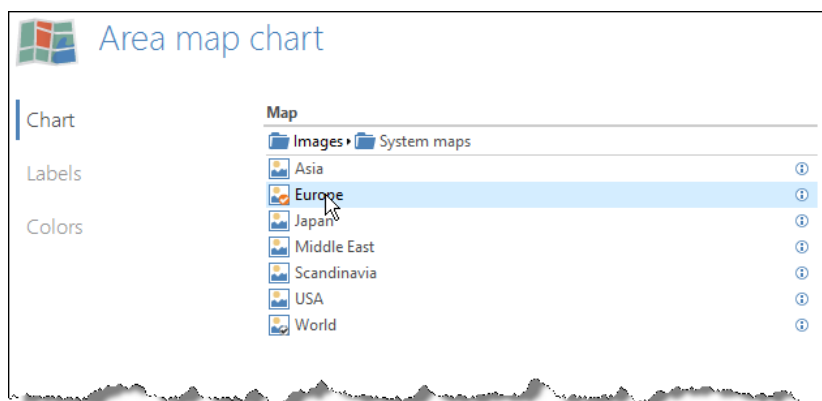 Area map chart
Chart
Labels
Colors
Map
Images System maps
Asia
Europe
Japan
Middle East
Scandinavia
USA
World